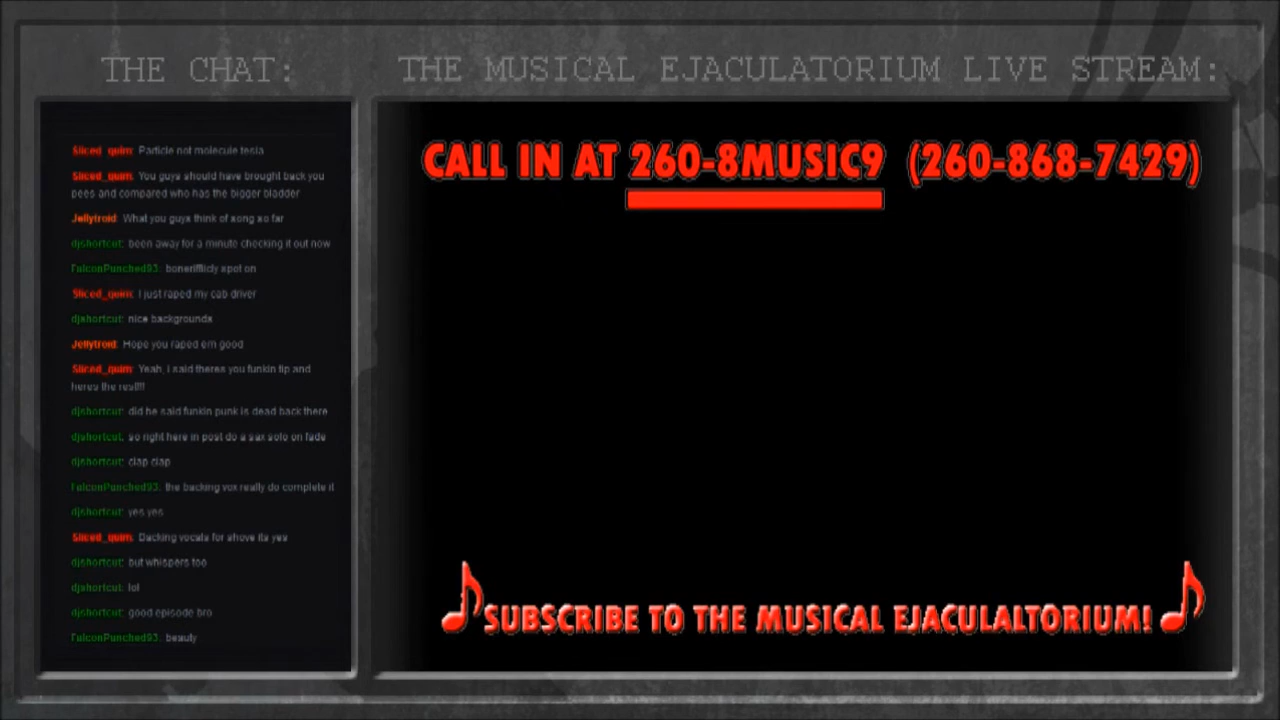 THE CHAT:
THE MUSICAL EJACULATORIUM LIVE STREAM:
Sliced_quim: Particle not molecule tesla
Sliced_quim: You guys should have brought back you
pees and compared who has the bigger bladder
Jellytroid: What you guys think of song so far
djshortcut: been away for a minute checking it out now
FalconPunched93: bonerifflicly spot on
Sliced_quim: I just raped my cab driver
djshortcut: nice backgrounds
Jellytroid: Hope you raped em good
Sliced_quim: Yeah, i said theres you funkin tip and
heres the rest!!!
djshortcut: did he said funkin punk is dead back there
djshortcut: so right here in post do a sax solo on fade
djshortcut: clap clap
FalconPunched93: the backing vox really do complete it
djshortcut: yes yes
Sliced_quim: Backing vocals for shove its yes
djshortcut: but whispers too
djshortcut: lol
djshortcut: good episode bro
FalconPunched93: beauty
CALL IN AT 260-8MUSIC9 (260-868-7429)
SUBSCRIBE TO THE MUSICAL EJACULALTORIUM!